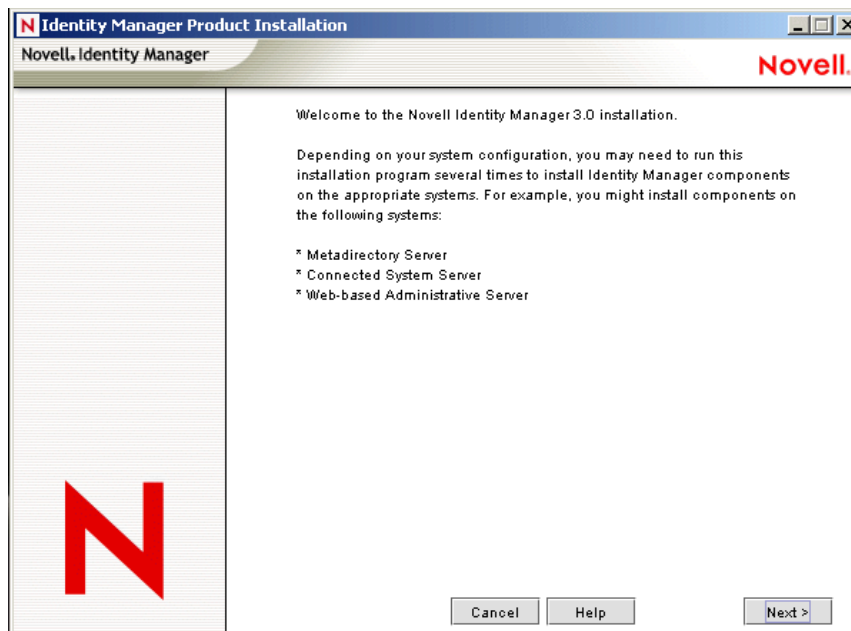 Identity Manager Product Installation
Novell. Identity Manager
Novell.
Welcome to the Novell Identity Manager 3.0 installation.
Depending on your system configuration, you may need to run this
installation program several times to install Identity Manager components
on the appropriate systems. For example, you might install components on
the following systems:
* Metadirectory Server
* Connected System Server
* Web-based Administrative Server
N
Cancel Help Next >